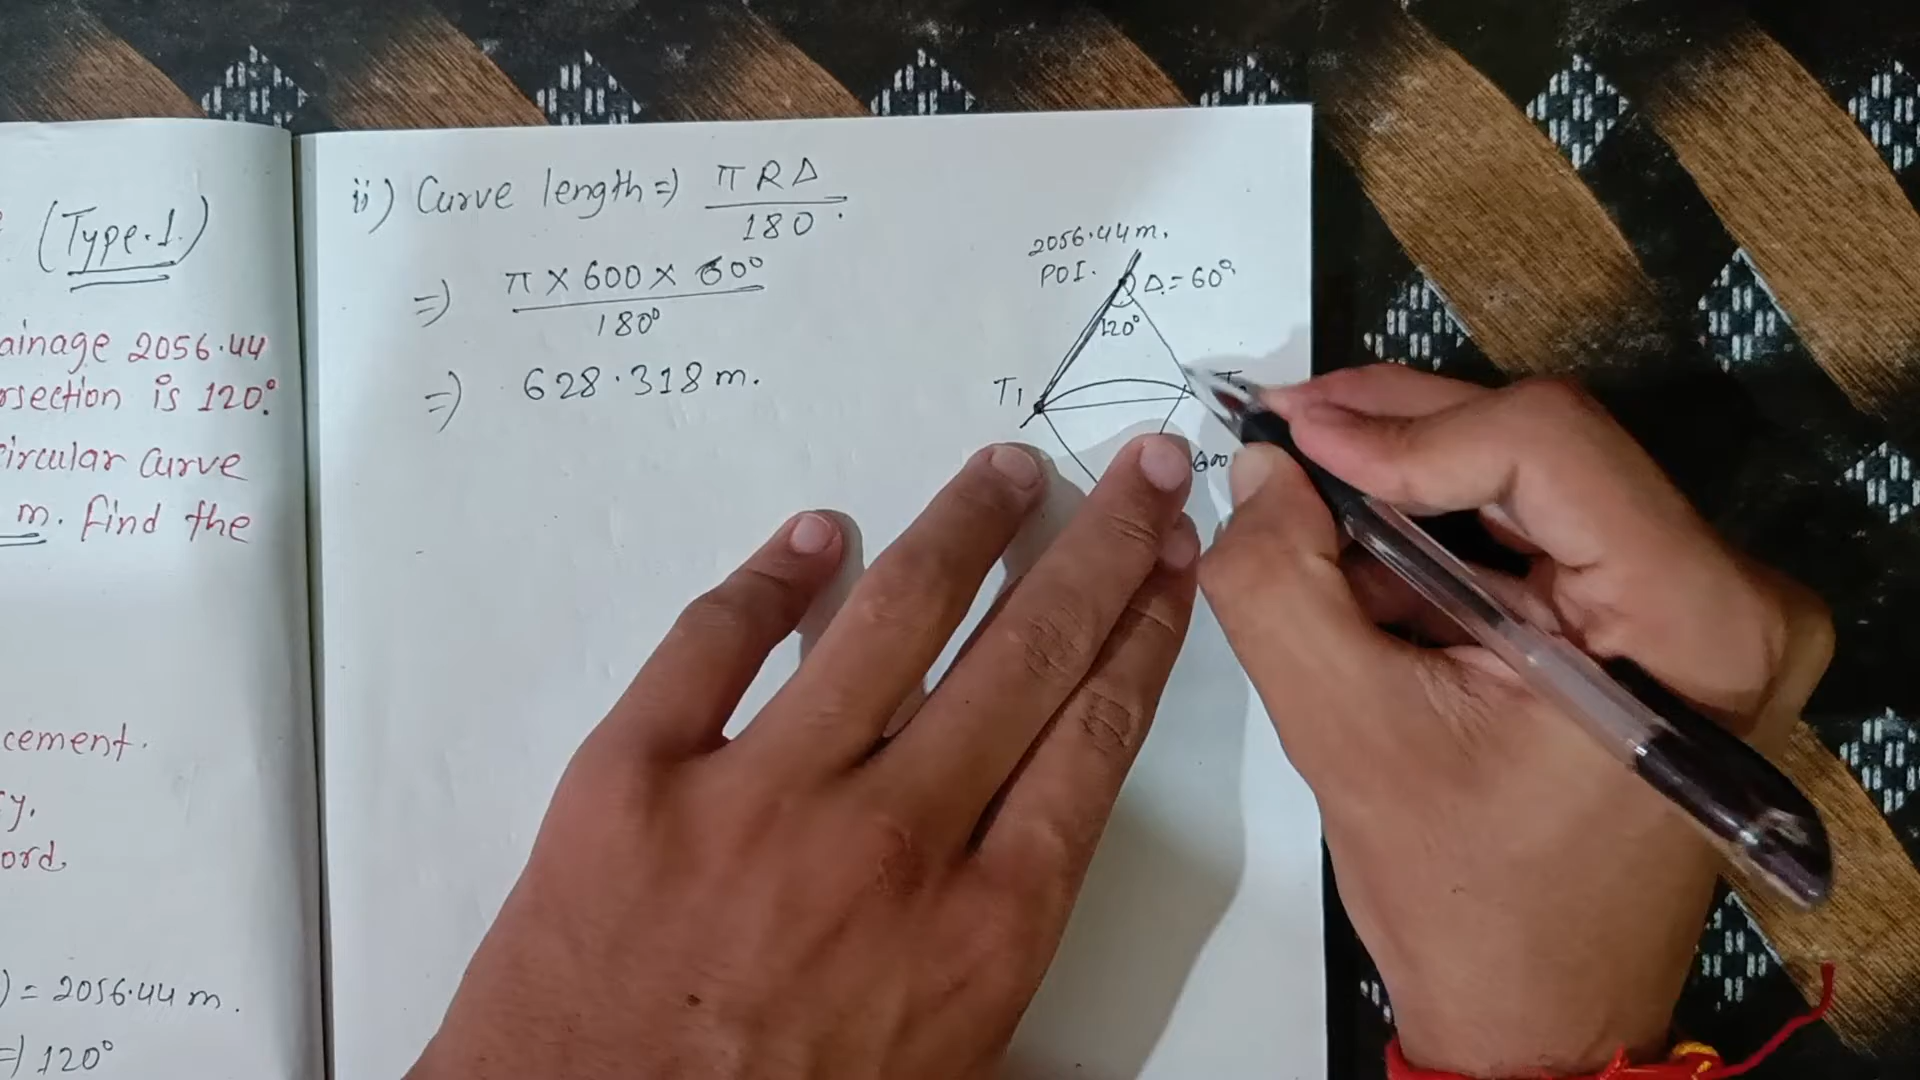 (Type.1.)
ainage 2056.44
rsection is 120°.
ircular Curve
m. Find the
cement.
y.
ord.
) = 2056.44 m.
=) 120°
ii) Curve length =) πRΔ
180.
=) π × 600 × 60°
180°
=) 628.318 m.
2056.44 m.
POI.
Δ = 60°
120°
T1
600